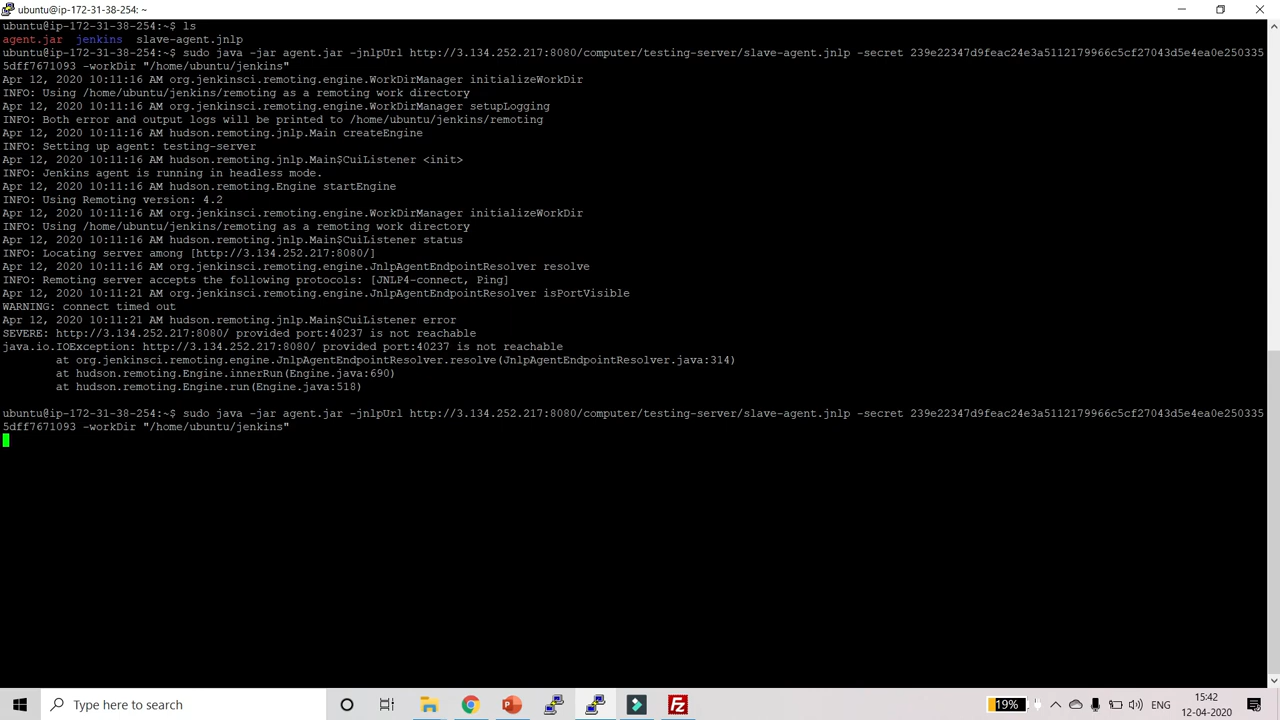 ubuntu@ip-172-31-38-254: ~
ubuntu@ip-172-31-38-254:~$ ls
agent.jar  jenkins  slave-agent.jnlp
ubuntu@ip-172-31-38-254:~$ sudo java -jar agent.jar -jnlpUrl http://3.134.252.217:8080/computer/testing-server/slave-agent.jnlp -secret 239e22347d9feac24e3a5112179966c5cf27043d5e4ea0e250335
5dff7671093 -workDir "/home/ubuntu/jenkins"
Apr 12, 2020 10:11:16 AM org.jenkinsci.remoting.engine.WorkDirManager initializeWorkDir
INFO: Using /home/ubuntu/jenkins/remoting as a remoting work directory
Apr 12, 2020 10:11:16 AM org.jenkinsci.remoting.engine.WorkDirManager setupLogging
INFO: Both error and output logs will be printed to /home/ubuntu/jenkins/remoting
Apr 12, 2020 10:11:16 AM hudson.remoting.jnlp.Main createEngine
INFO: Setting up agent: testing-server
Apr 12, 2020 10:11:16 AM hudson.remoting.jnlp.Main$CuiListener <init>
INFO: Jenkins agent is running in headless mode.
Apr 12, 2020 10:11:16 AM hudson.remoting.Engine startEngine
INFO: Using Remoting version: 4.2
Apr 12, 2020 10:11:16 AM org.jenkinsci.remoting.engine.WorkDirManager initializeWorkDir
INFO: Using /home/ubuntu/jenkins/remoting as a remoting work directory
Apr 12, 2020 10:11:16 AM hudson.remoting.jnlp.Main$CuiListener status
INFO: Locating server among [http://3.134.252.217:8080/]
Apr 12, 2020 10:11:16 AM org.jenkinsci.remoting.engine.JnlpAgentEndpointResolver resolve
INFO: Remoting server accepts the following protocols: [JNLP4-connect, Ping]
Apr 12, 2020 10:11:21 AM org.jenkinsci.remoting.engine.JnlpAgentEndpointResolver isPortVisible
WARNING: connect timed out
Apr 12, 2020 10:11:21 AM hudson.remoting.jnlp.Main$CuiListener error
SEVERE: http://3.134.252.217:8080/ provided port:40237 is not reachable
java.io.IOException: http://3.134.252.217:8080/ provided port:40237 is not reachable
        at org.jenkinsci.remoting.engine.JnlpAgentEndpointResolver.resolve(JnlpAgentEndpointResolver.java:314)
        at hudson.remoting.Engine.innerRun(Engine.java:690)
        at hudson.remoting.Engine.run(Engine.java:518)
ubuntu@ip-172-31-38-254:~$ sudo java -jar agent.jar -jnlpUrl http://3.134.252.217:8080/computer/testing-server/slave-agent.jnlp -secret 239e22347d9feac24e3a5112179966c5cf27043d5e4ea0e250335
5dff7671093 -workDir "/home/ubuntu/jenkins"
Type here to search
19%
ENG
15:42
12-04-2020